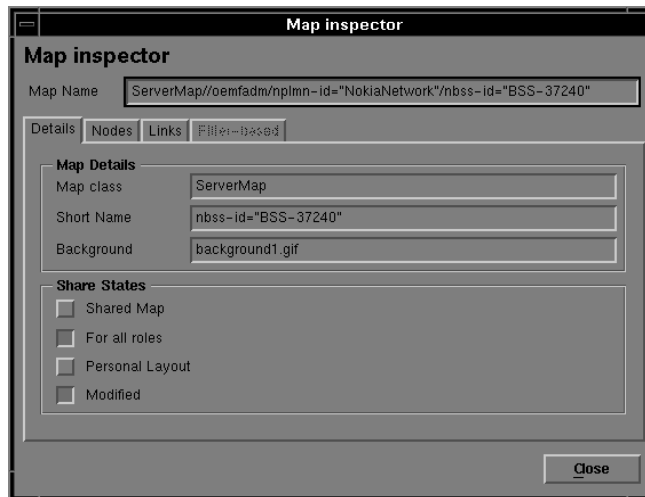 Map inspector
Map inspector
Map Name ServerMap//oemfadm/nplmn-id="NokiaNetwork"/nbss-id="BSS-37240"
Details Nodes Links Filter-based
Map Details
Map class ServerMap
Short Name nbss-id="BSS-37240"
Background background1.gif
Share States
Shared Map
For all roles
Personal Layout
Modified
Close